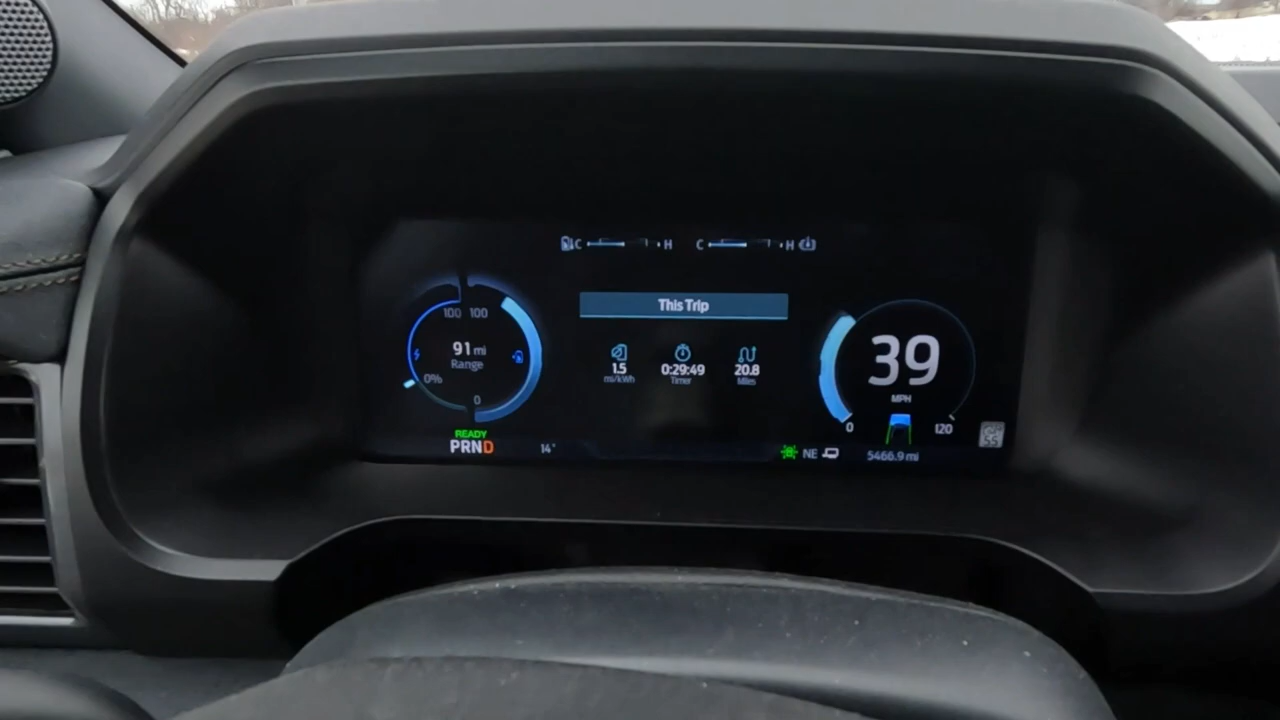 C H C H
This Trip
100 100
91 mi
Range
0%
0
1.5 0:29:49 20.8
mi/kWh Timer Miles
39
MPH
0 120
READY
PRND
14°
NE
5466.9 mi
55